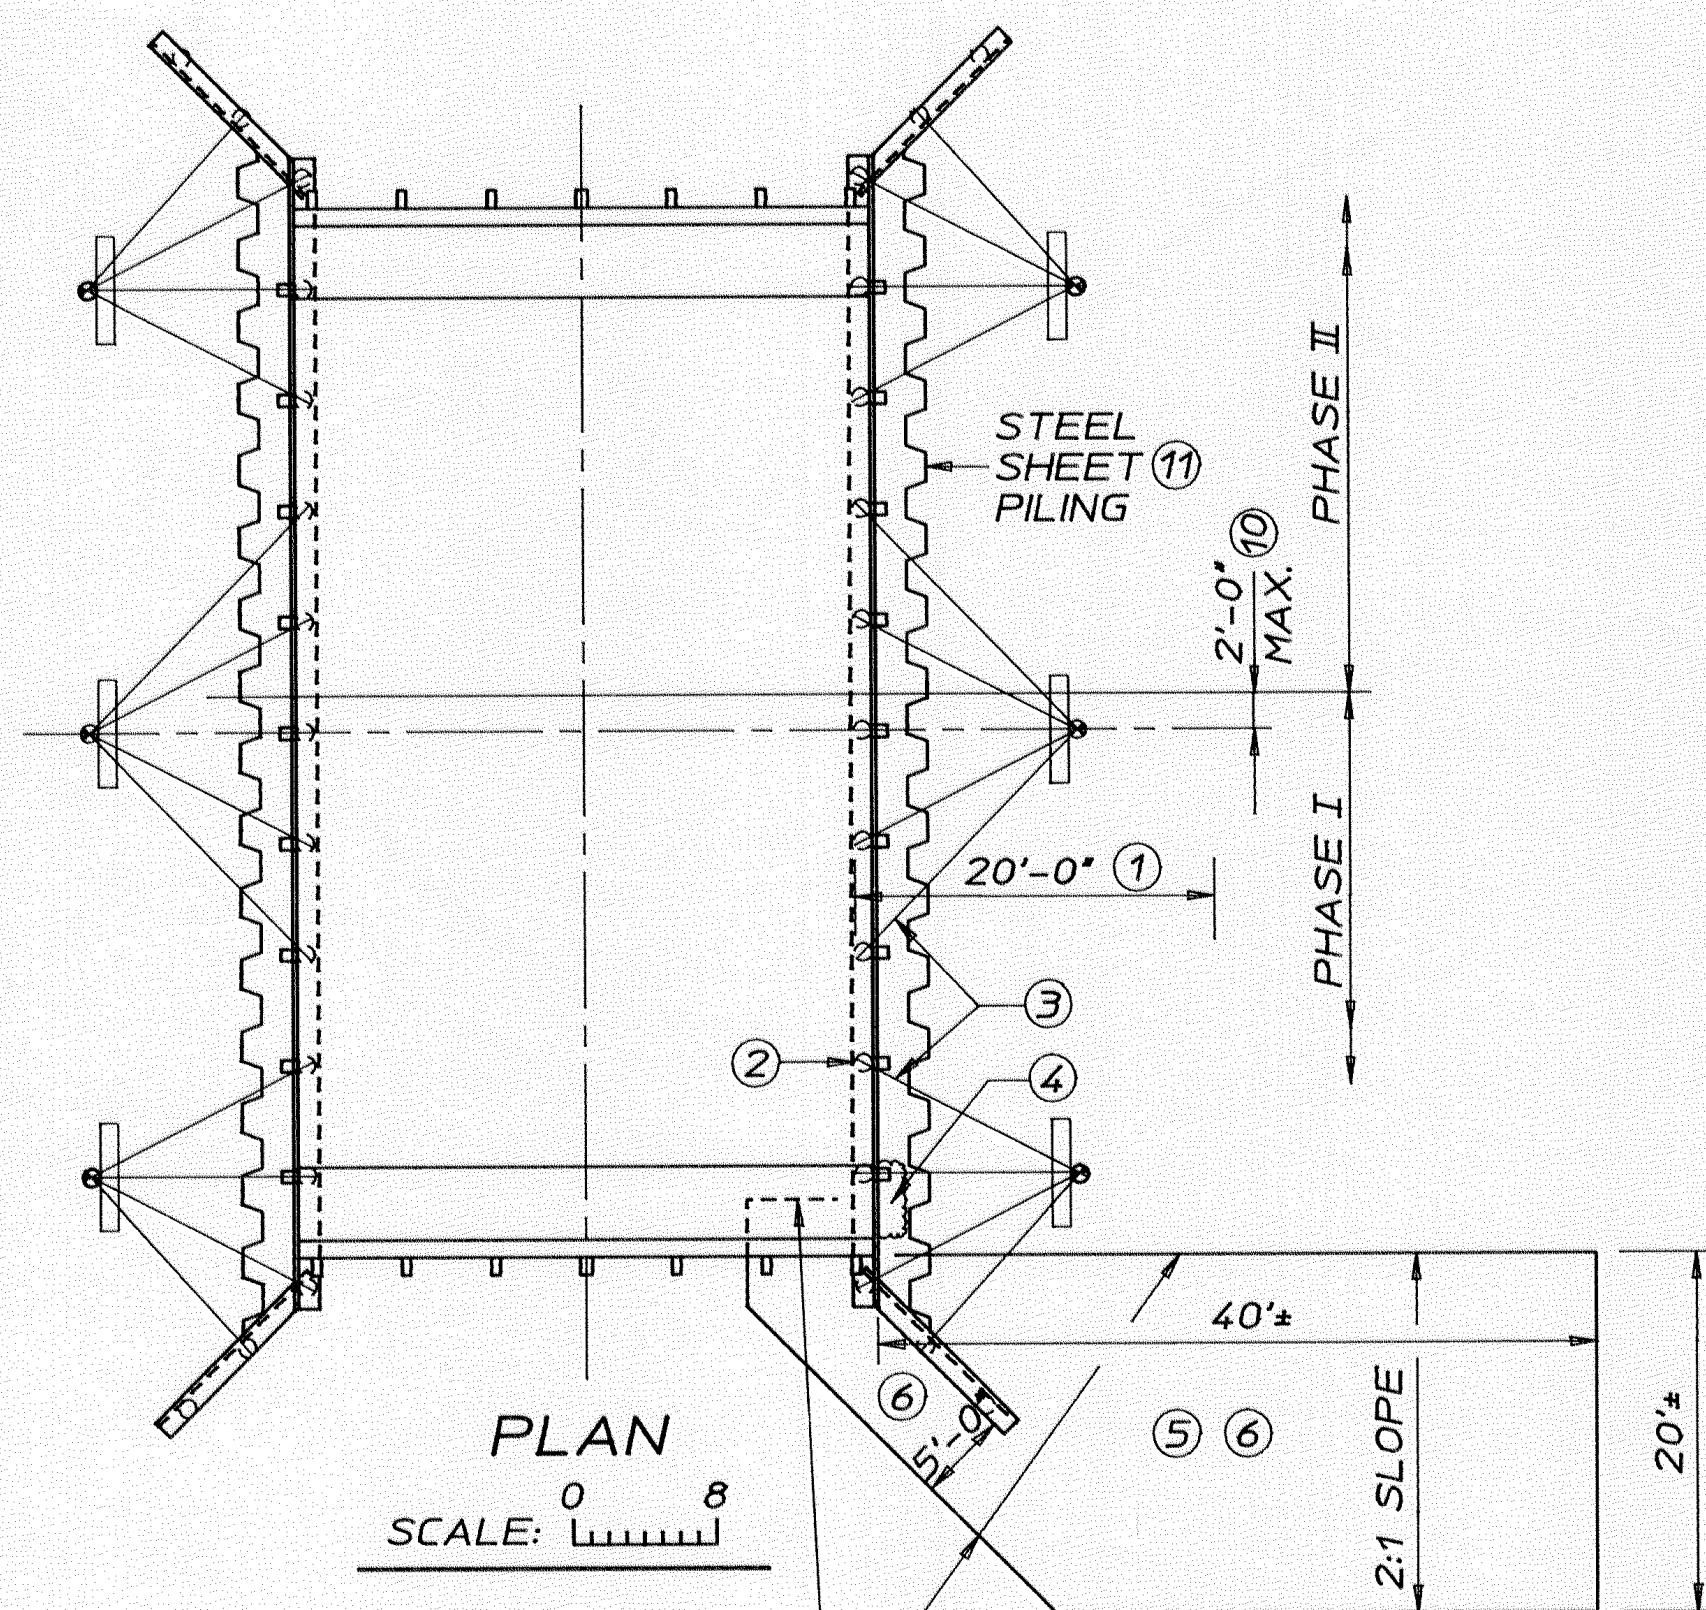 STEEL
SHEET 11
PILING
PHASE II
2'-0" 10
MAX.
20'-0" 1
PHASE I
3
2
4
40'±
6
5'-0"
5 6
2:1 SLOPE
20'±
PLAN
0 8
SCALE: